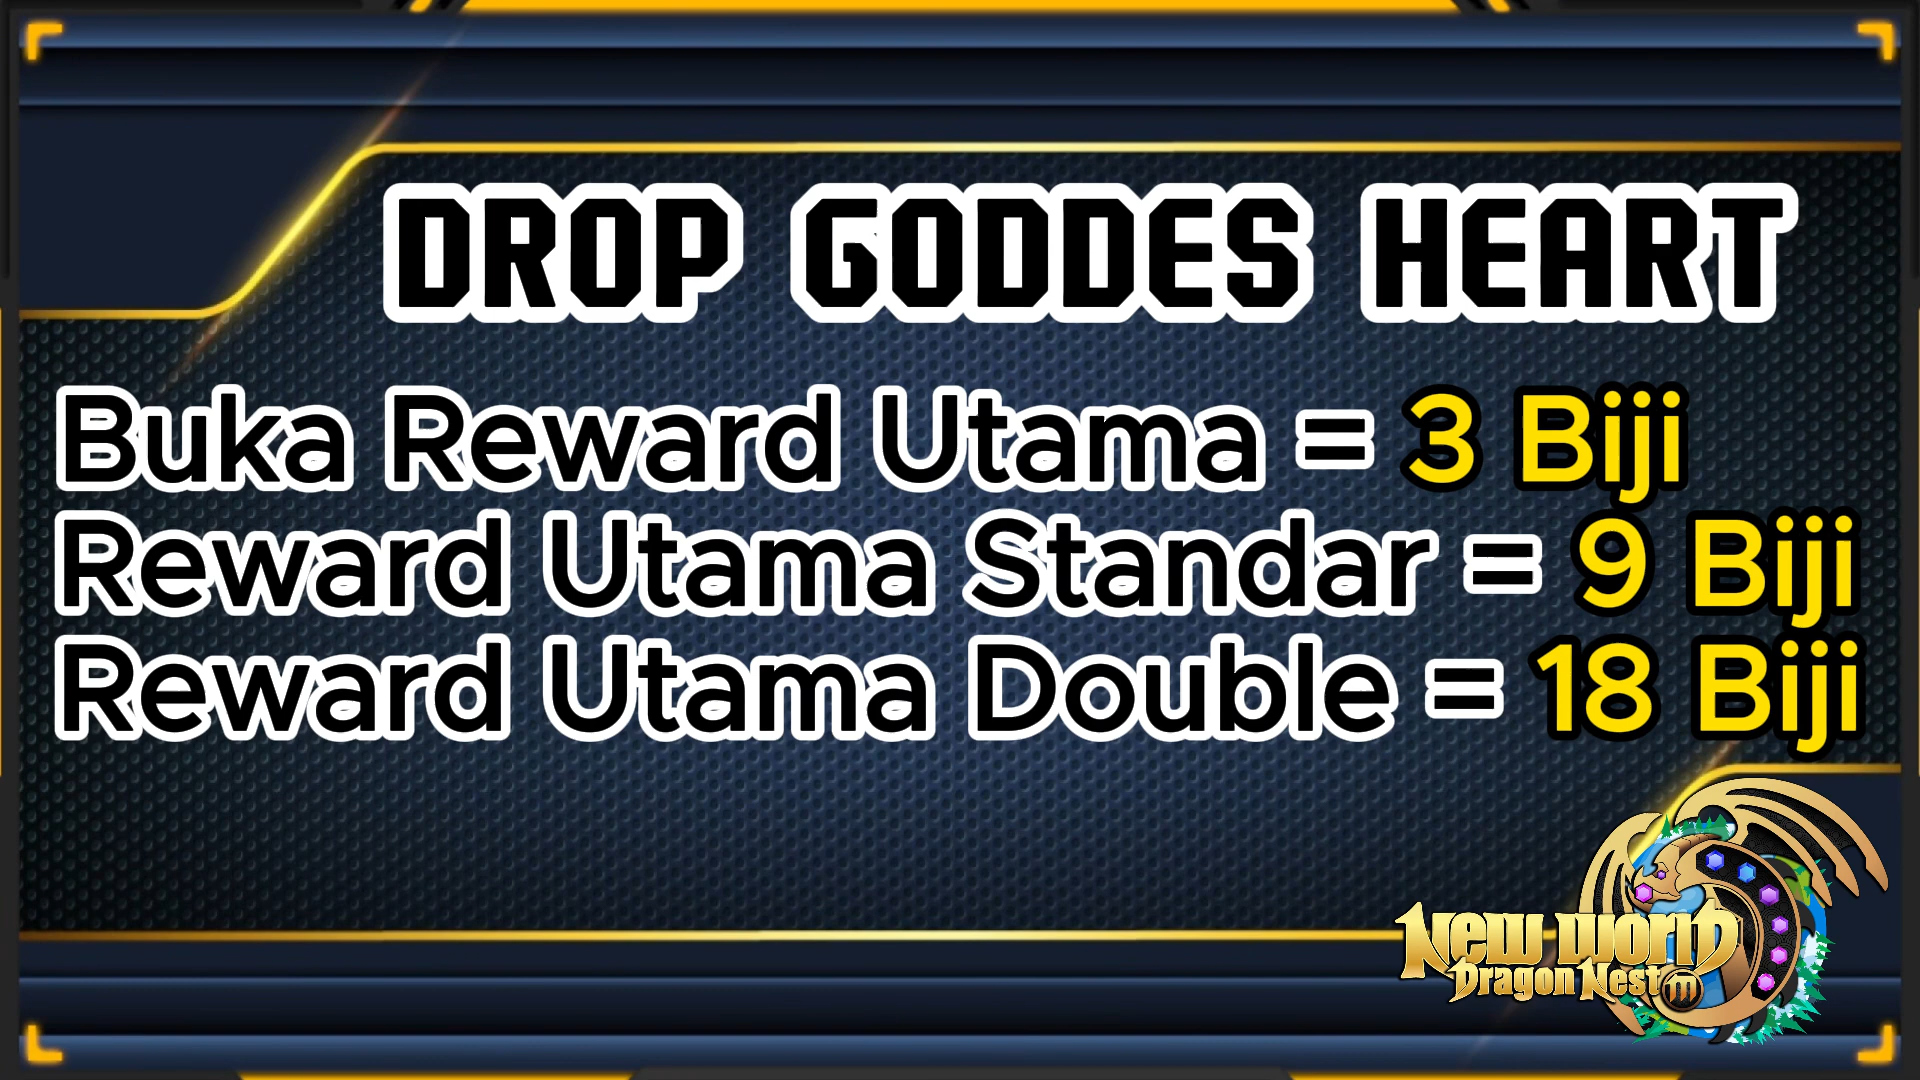 DROP GODDES HEART
Buka Reward Utama = 3 Biji
Reward Utama Standar = 9 Biji
Reward Utama Double = 18 Biji
New World
Dragon Nest M